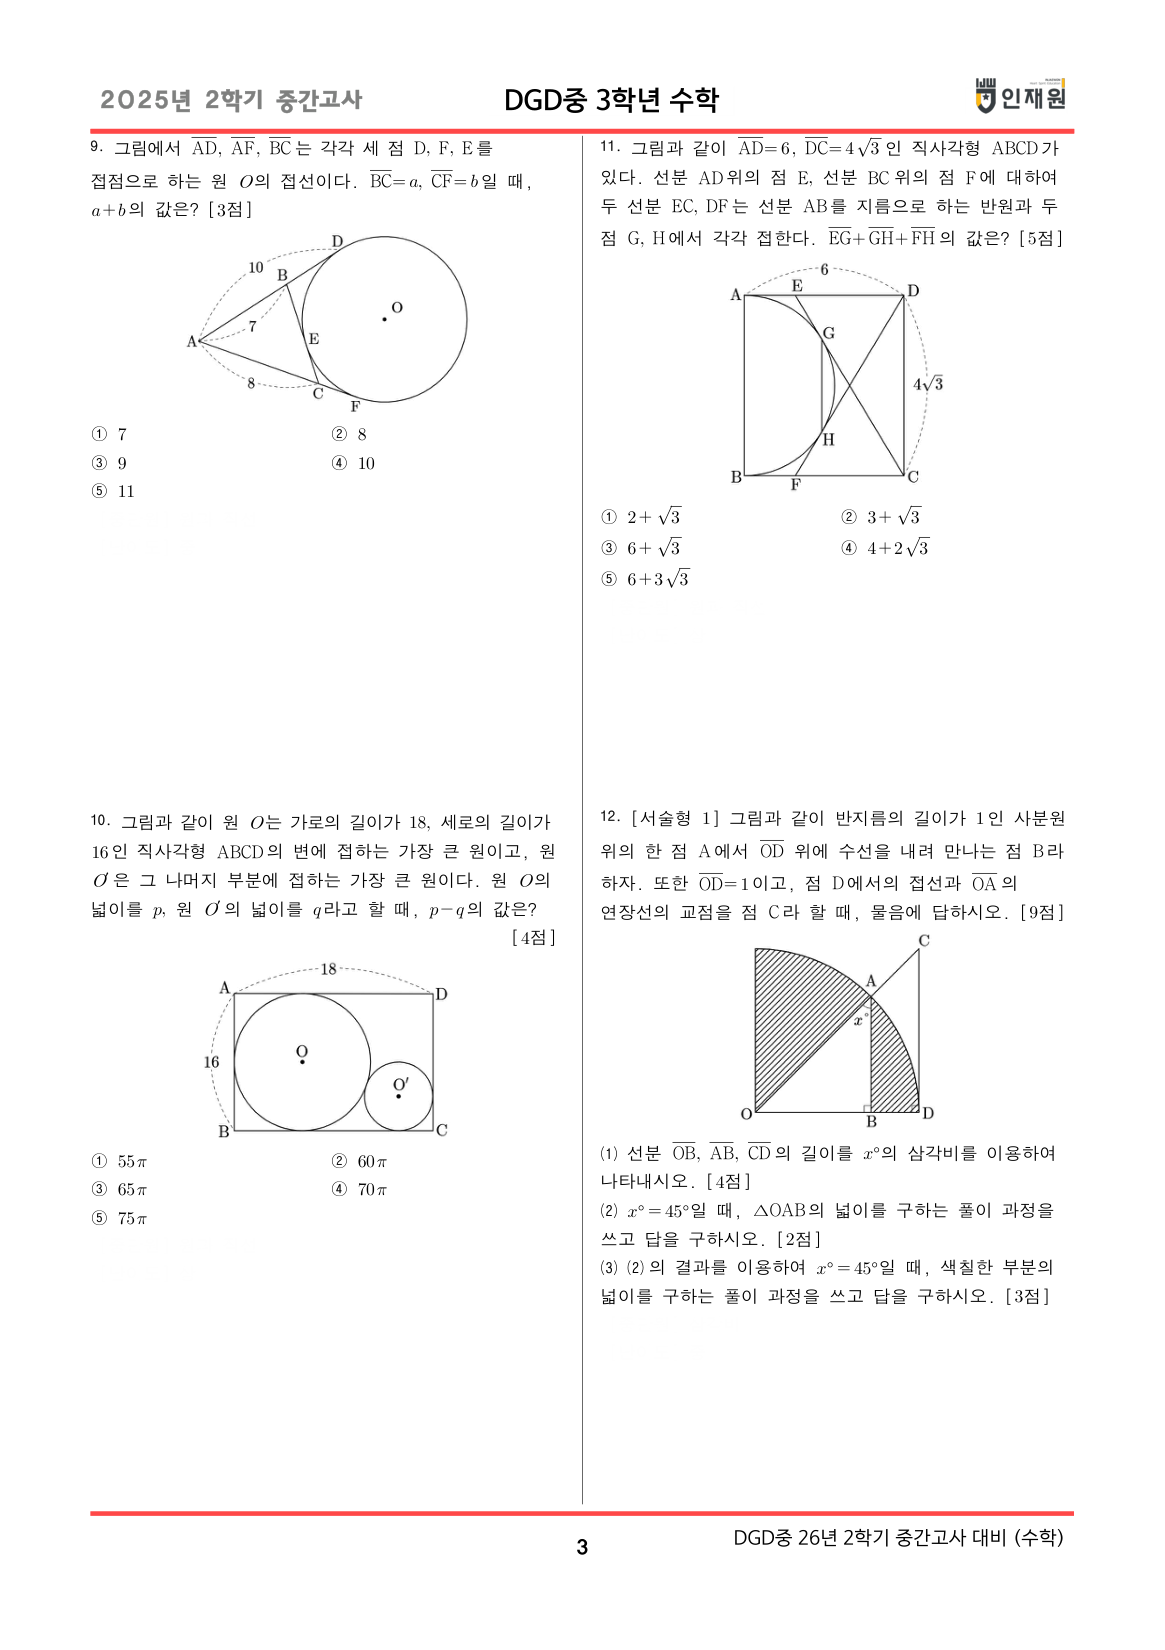 2025년 2학기 중간고사
DGD중 3학년 수학
인재원
9. 그림에서 AD, AF, BC는 각각 세 점 D, F, E를
접점으로 하는 원 O의 접선이다. BC=a, CF=b일 때,
a+b의 값은? [3점]
D
10
B
O
7
A
E
8
C
F
① 7
② 8
③ 9
④ 10
⑤ 11
10. 그림과 같이 원 O는 가로의 길이가 18, 세로의 길이가
16인 직사각형 ABCD의 변에 접하는 가장 큰 원이고, 원
O′은 그 나머지 부분에 접하는 가장 큰 원이다. 원 O의
넓이를 p, 원 O′의 넓이를 q라고 할 때, p-q의 값은?
[4점]
18
A
D
O
16
O′
B
C
① 55π
② 60π
③ 65π
④ 70π
⑤ 75π
11. 그림과 같이 AD=6, DC=4√3인 직사각형 ABCD가
있다. 선분 AD위의 점 E, 선분 BC위의 점 F에 대하여
두 선분 EC, DF는 선분 AB를 지름으로 하는 반원과 두
점 G, H에서 각각 접한다. EG+GH+FH의 값은? [5점]
6
A
E
D
G
4√3
H
B
F
C
① 2+√3
② 3+√3
③ 6+√3
④ 4+2√3
⑤ 6+3√3
12. [서술형 1] 그림과 같이 반지름의 길이가 1인 사분원
위의 한 점 A에서 OD 위에 수선을 내려 만나는 점 B라
하자. 또한 OD=1이고, 점 D에서의 접선과 OA의
연장선의 교점을 점 C라 할 때, 물음에 답하시오. [9점]
C
A
x°
O
B
D
(1) 선분 OB, AB, CD의 길이를 x°의 삼각비를 이용하여
나타내시오. [4점]
(2) x°=45°일 때, △OAB의 넓이를 구하는 풀이 과정을
쓰고 답을 구하시오. [2점]
(3) (2)의 결과를 이용하여 x°=45°일 때, 색칠한 부분의
넓이를 구하는 풀이 과정을 쓰고 답을 구하시오. [3점]
3
DGD중 26년 2학기 중간고사 대비 (수학)